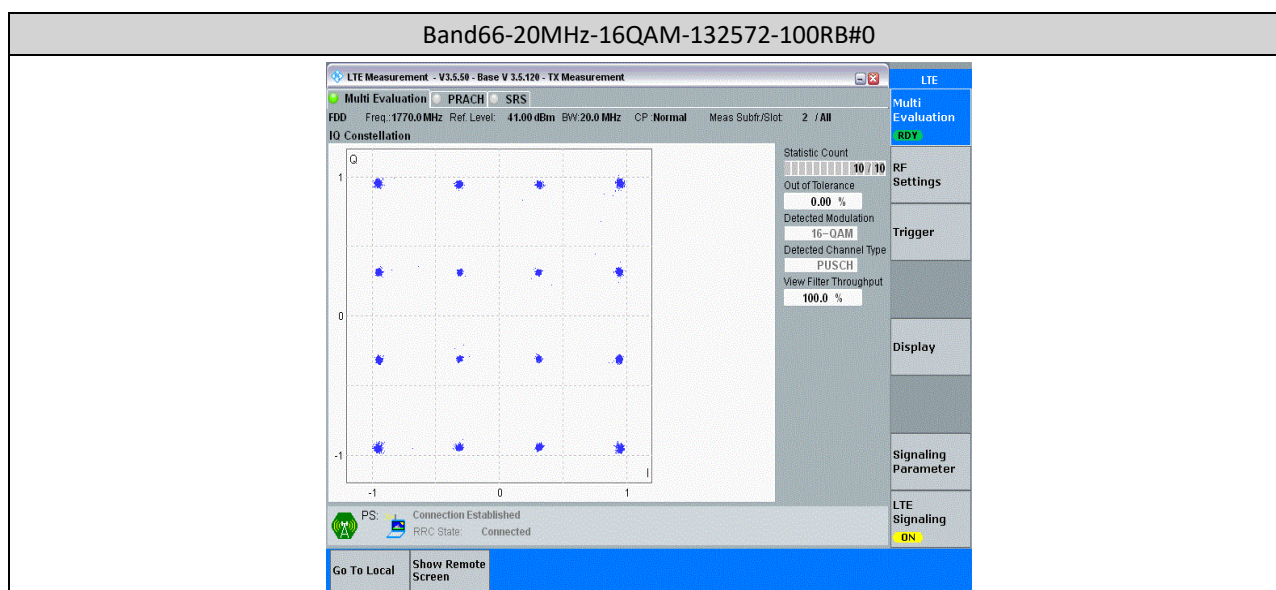 Band66-20MHz-16QAM-132572-100RB#0
LTE Measurement - V3.5.50 - Base V 3.5.120 - TX Measurement
Multi Evaluation PRACH SRS
FDD Freq.:1770.0 MHz Ref. Level: 41.00 dBm BW:20.0 MHz CP :Normal Meas Subfr./Slot: 2 / All
IQ Constellation
Q
1
0
-1
-1
0
1
I
Statistic Count
10 / 10
Out of Tolerance
0.00 %
Detected Modulation
16-QAM
Detected Channel Type
PUSCH
View Filter Throughput
100.0 %
PS:
Connection Established
RRC State: Connected
LTE
Multi
Evaluation
RDY
RF
Settings
Trigger
Display
Signaling
Parameter
LTE
Signaling
ON
Go To Local
Show Remote
Screen